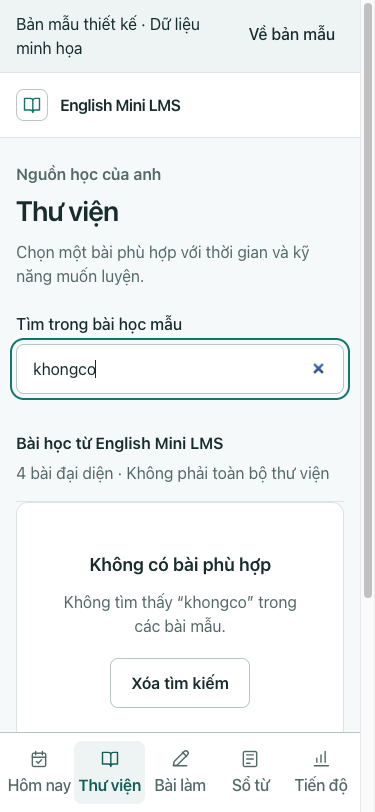 Bản mẫu thiết kế · Dữ liệu
minh họa
Về bản mẫu
English Mini LMS
Nguồn học của anh
Thư viện
Chọn một bài phù hợp với thời gian và kỹ
năng muốn luyện.
Tìm trong bài học mẫu
khongco
Bài học từ English Mini LMS
4 bài đại diện · Không phải toàn bộ thư viện
Không có bài phù hợp
Không tìm thấy “khongco” trong
các bài mẫu.
Xóa tìm kiếm
Hôm nay
Thư viện
Bài làm
Sổ từ
Tiến độ